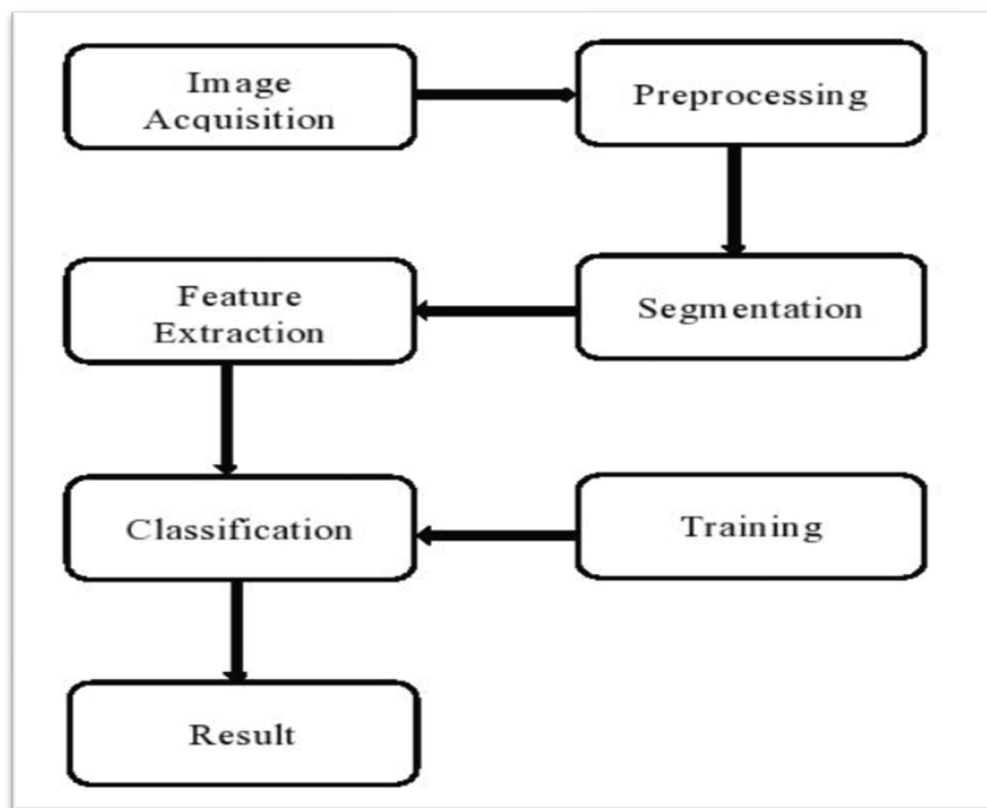 Image
Acquisition
Preprocessing
Segmentation
Feature
Extraction
Classification
Training
Result